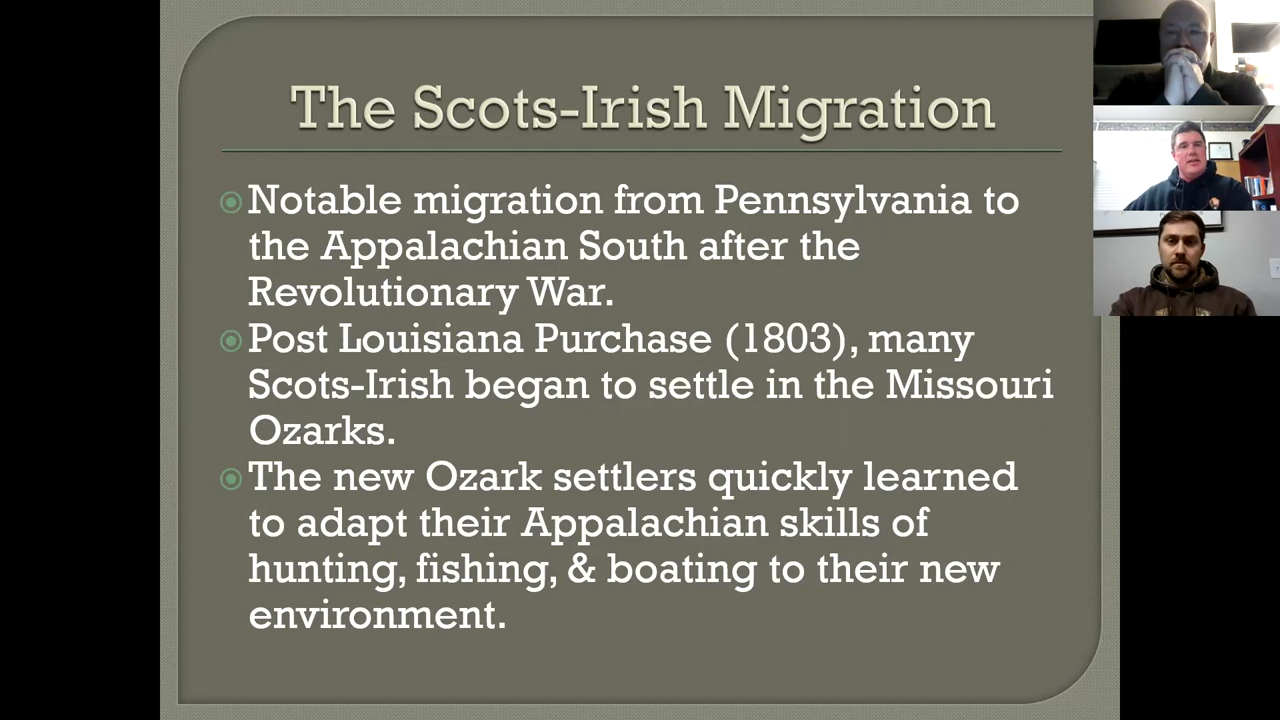 The Scots-Irish Migration
Notable migration from Pennsylvania to
the Appalachian South after the
Revolutionary War.
Post Louisiana Purchase (1803), many
Scots-Irish began to settle in the Missouri
Ozarks.
The new Ozark settlers quickly learned
to adapt their Appalachian skills of
hunting, fishing, & boating to their new
environment.